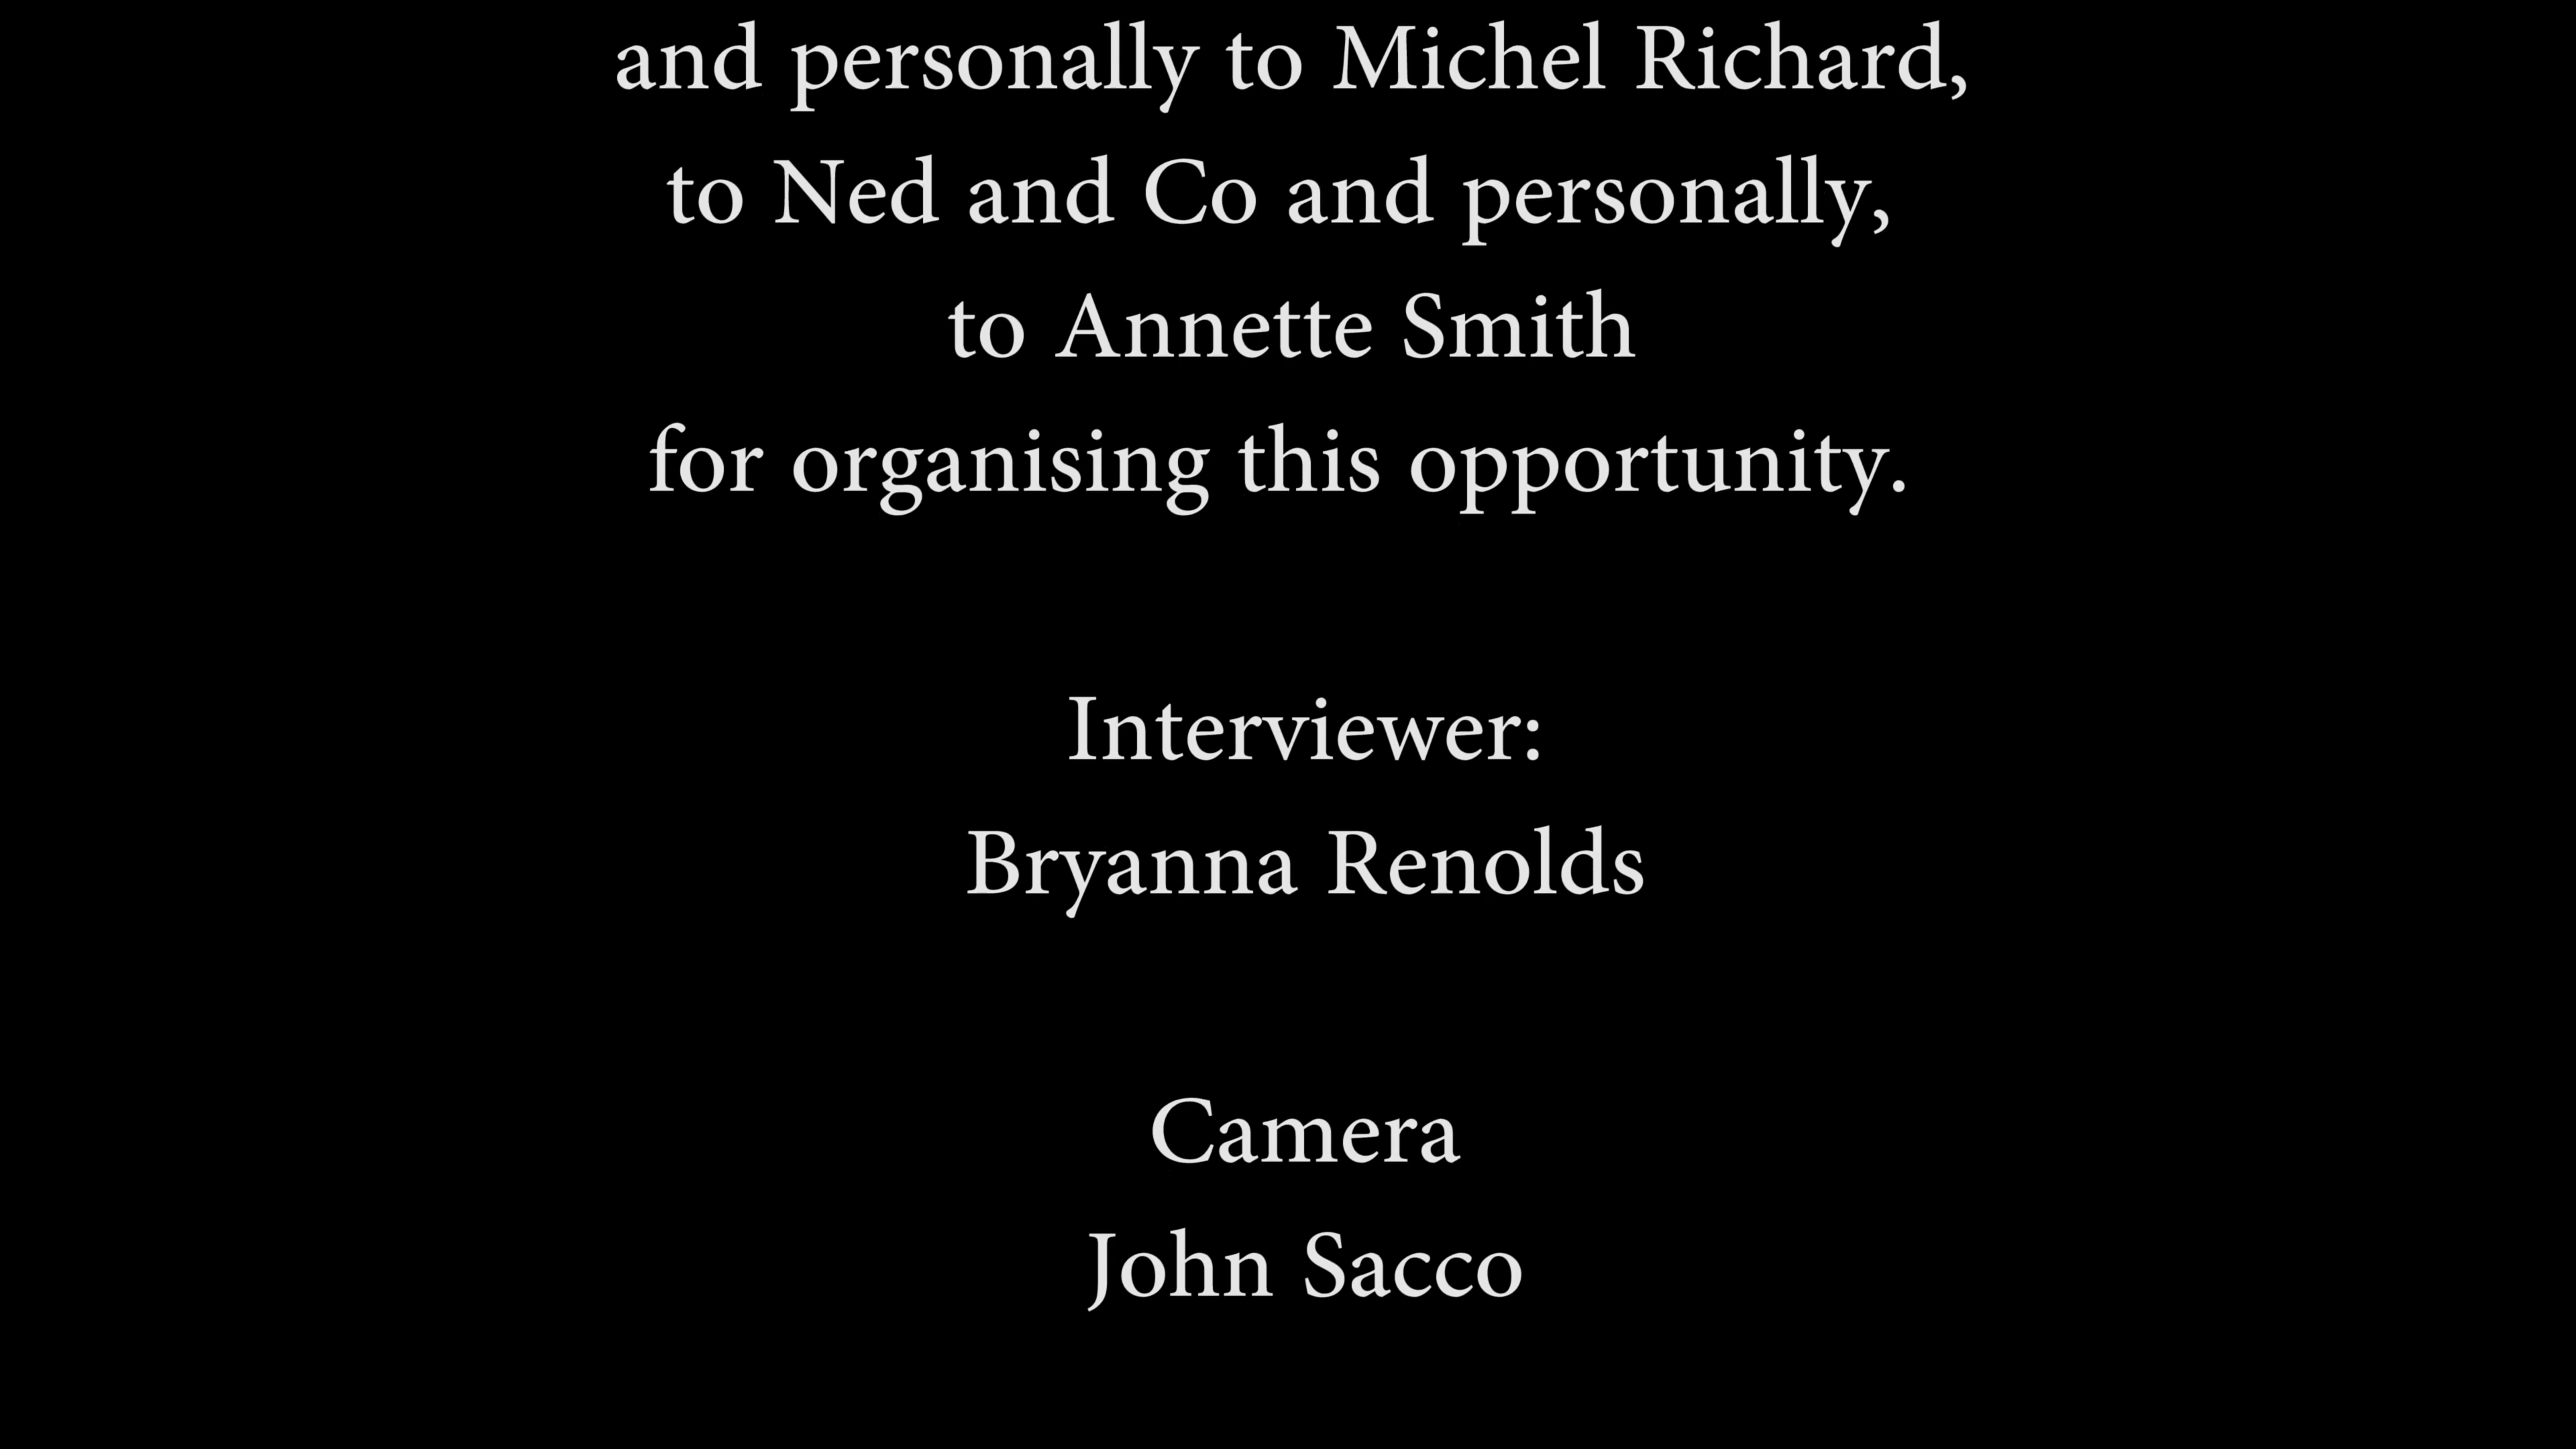 and personally to Michel Richard,
to Ned and Co and personally,
to Annette Smith
for organising this opportunity.
Interviewer:
Bryanna Renolds
Camera
John Sacco